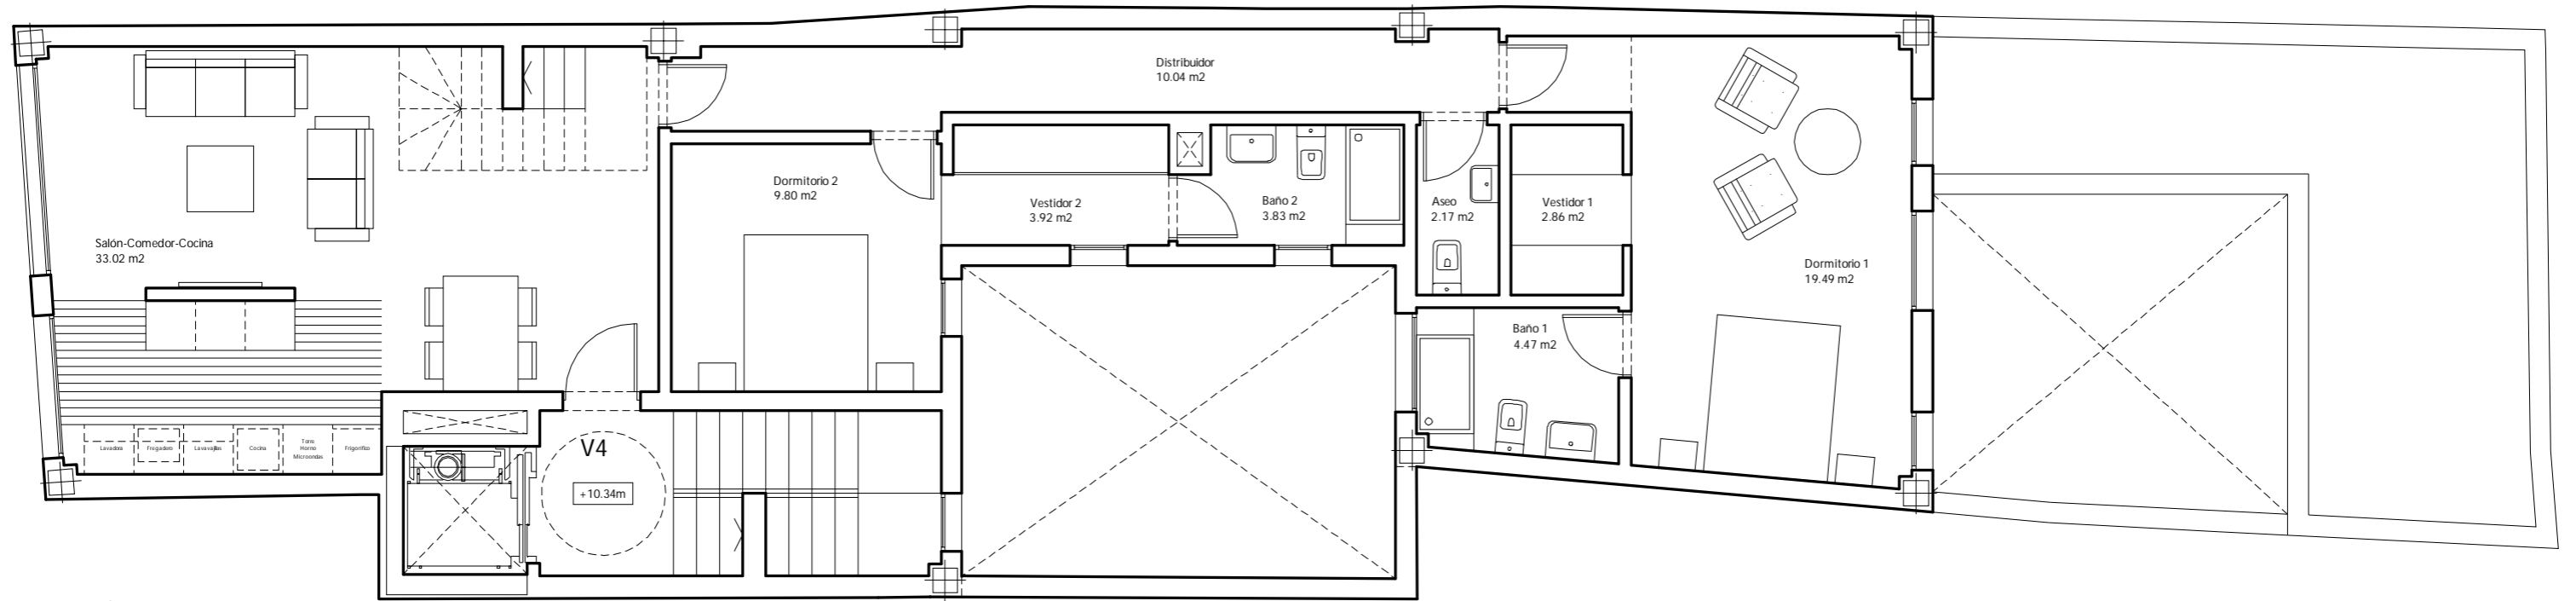 Distribuidor
10.04 m2
Dormitorio 2
9.80 m2
Vestidor 2
3.92 m2
Baño 2
3.83 m2
Aseo
2.17 m2
Vestidor 1
2.86 m2
Salón-Comedor-Cocina
33.02 m2
Dormitorio 1
19.49 m2
Baño 1
4.47 m2
Lavadora
Fregadero
Lavavajillas
Cocina
Torre
Horno
Microondas
Frigorífico
V4
+10.34m